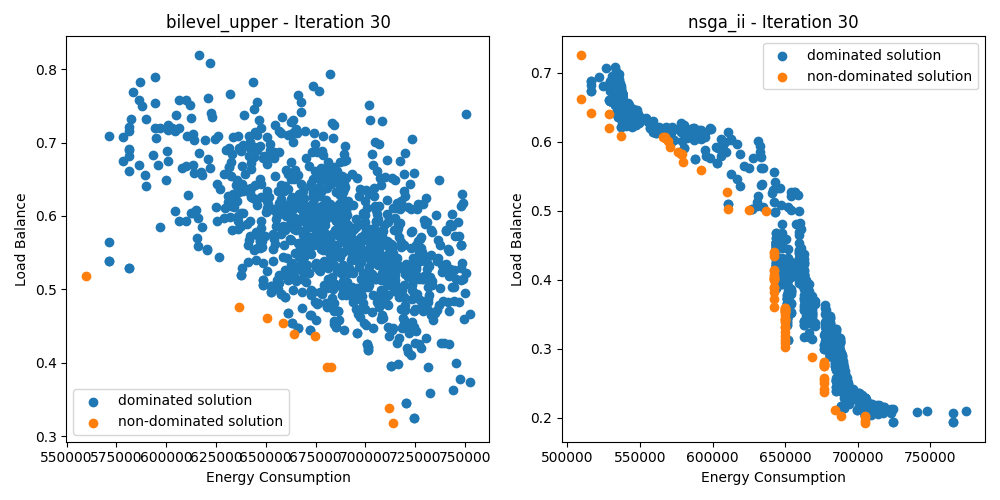 bilevel_upper - Iteration 30
0.8
0.7
0.6
0.5
0.4
0.3
Load Balance
dominated solution
non-dominated solution
550000 575000 600000 625000 650000 675000 700000 725000 750000
Energy Consumption
nsga_ii - Iteration 30
dominated solution
non-dominated solution
0.7
0.6
0.5
0.4
0.3
0.2
Load Balance
500000 550000 600000 650000 700000 750000
Energy Consumption